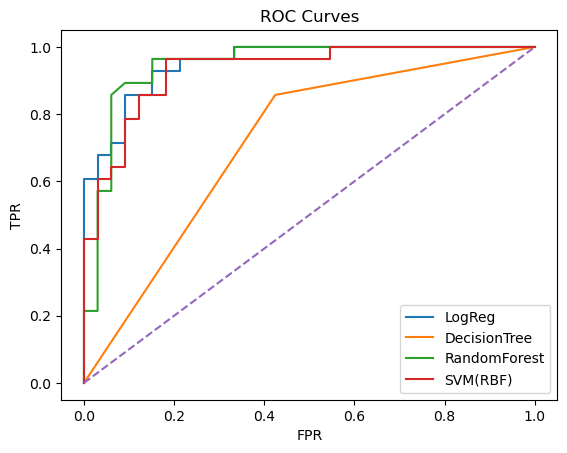 ROC Curves
TPR
1.0
0.8
0.6
0.4
0.2
0.0
LogReg
DecisionTree
RandomForest
SVM(RBF)
0.0 0.2 0.4 0.6 0.8 1.0
FPR